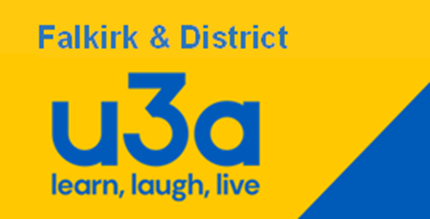 Falkirk & District
u3a
learn, laugh, live